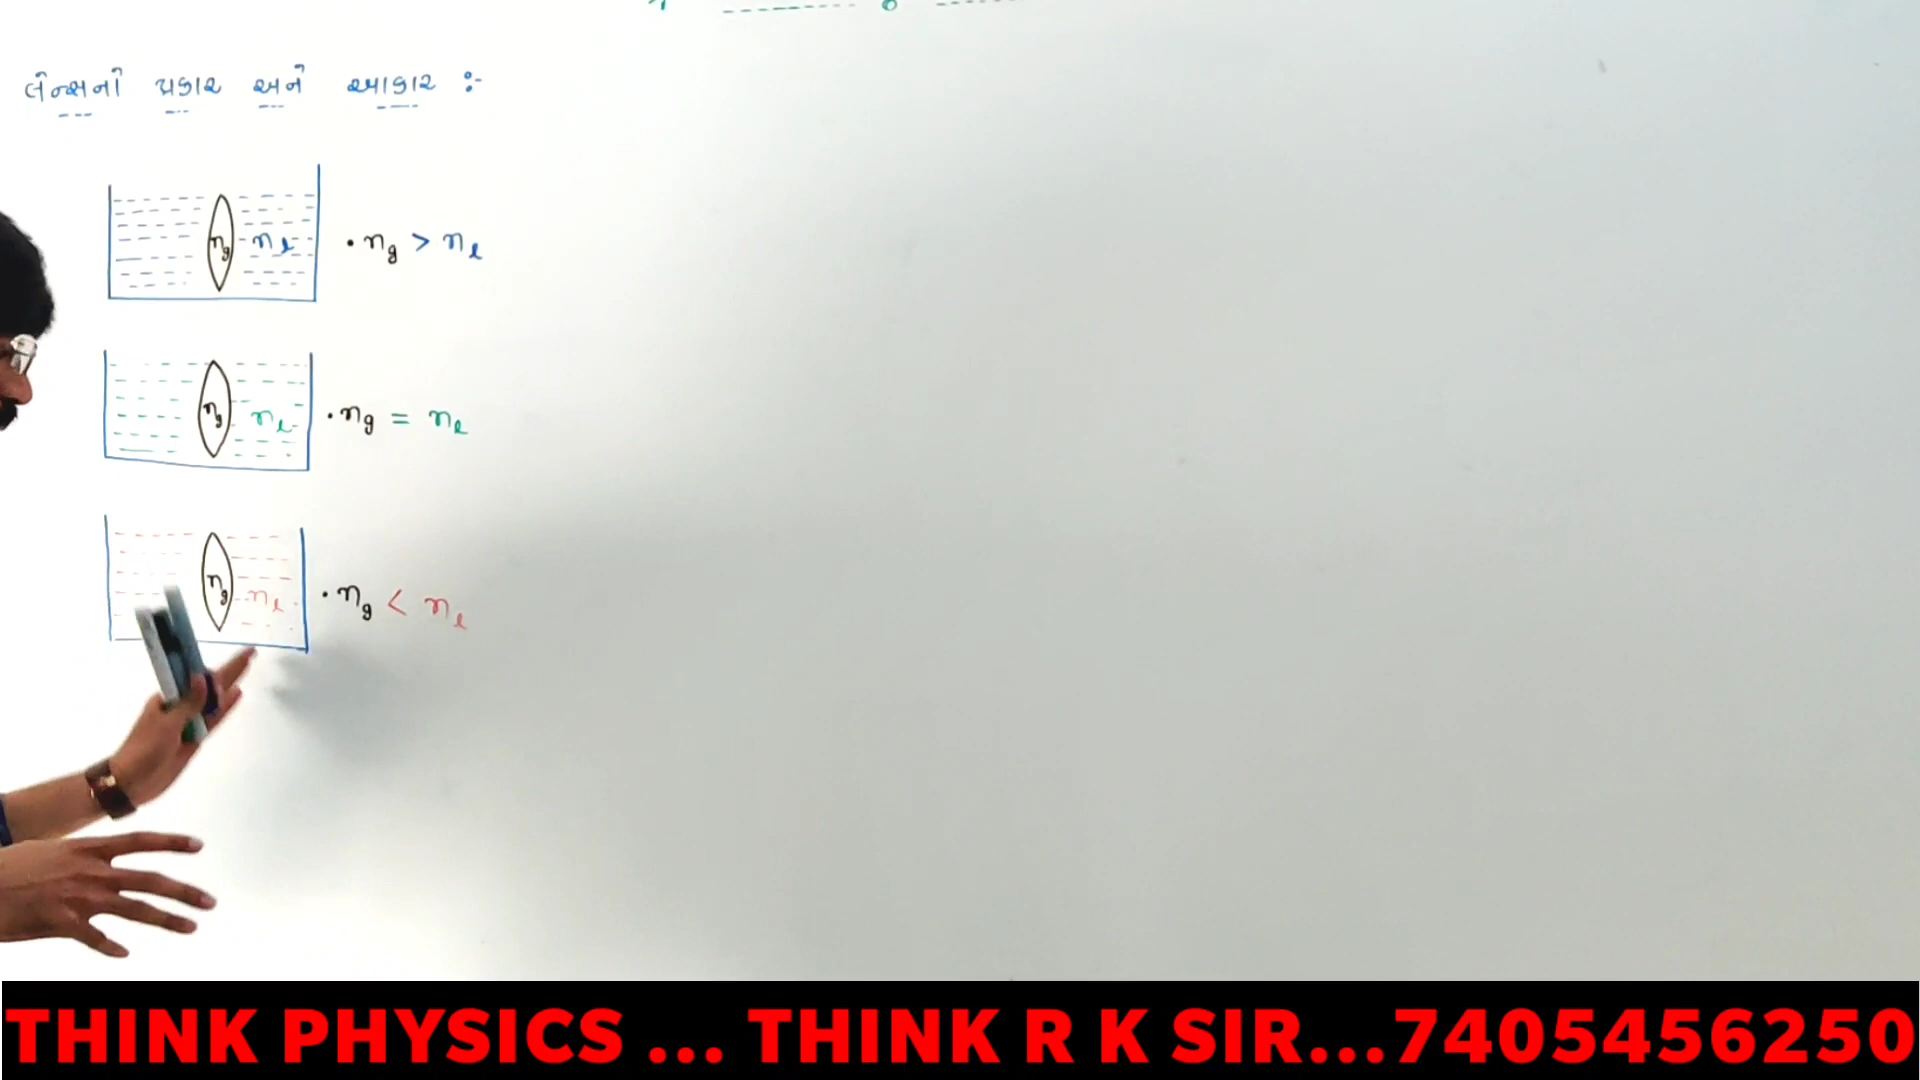 લેન્સનો પ્રકાર અને આકાર :-
ng nl · ng > nl
ng nl · ng = nl
ng nl · ng < nl
THINK PHYSICS ... THINK R K SIR...7405456250